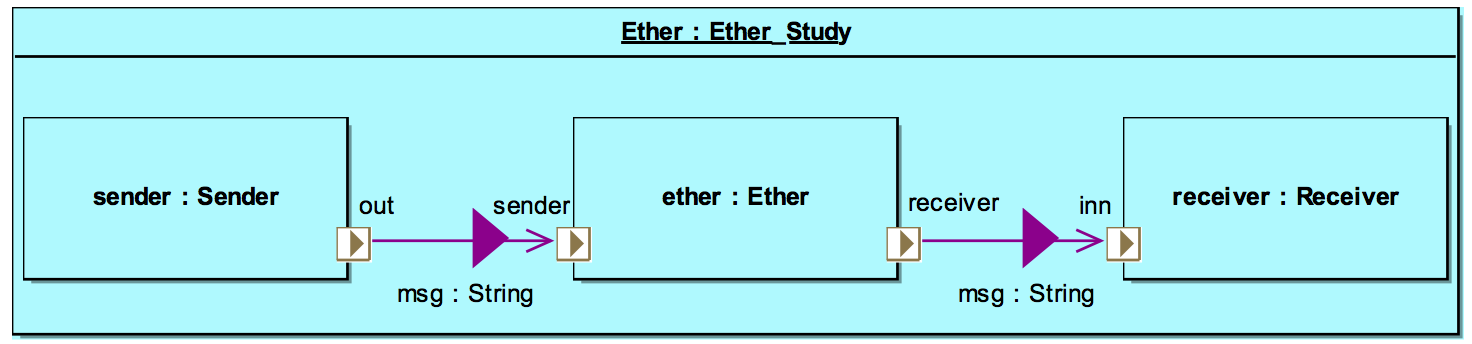 Ether : Ether_Study
sender : Sender
out
sender
ether : Ether
receiver
inn
receiver : Receiver
msg : String
msg : String